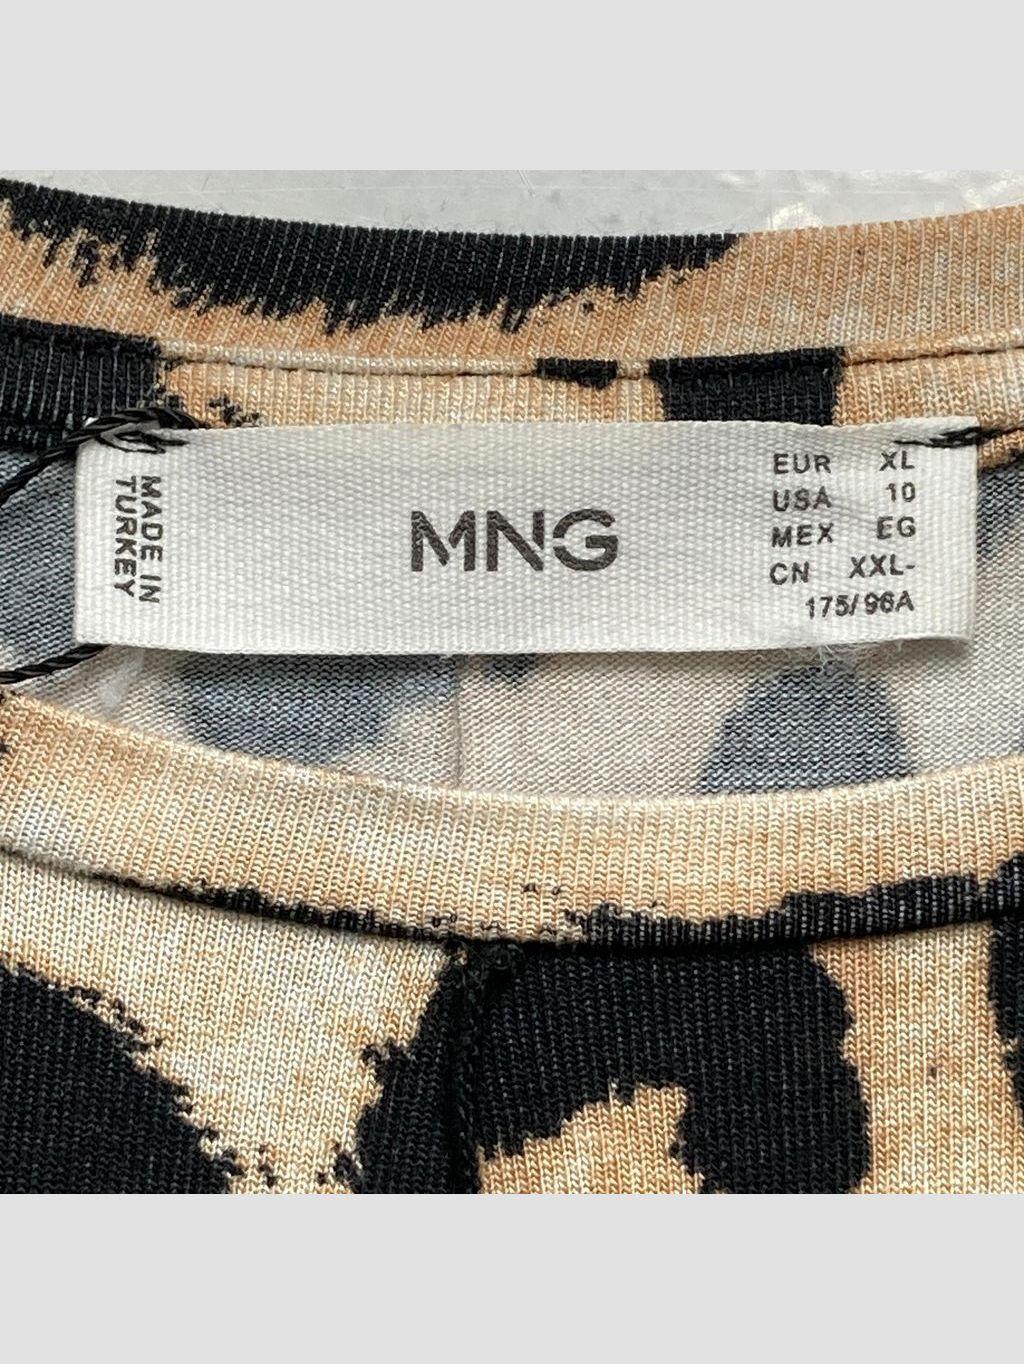 MADE IN
TURKEY
MNG
EUR XL
USA 10
MEX EG
CN XXL-
175/96A